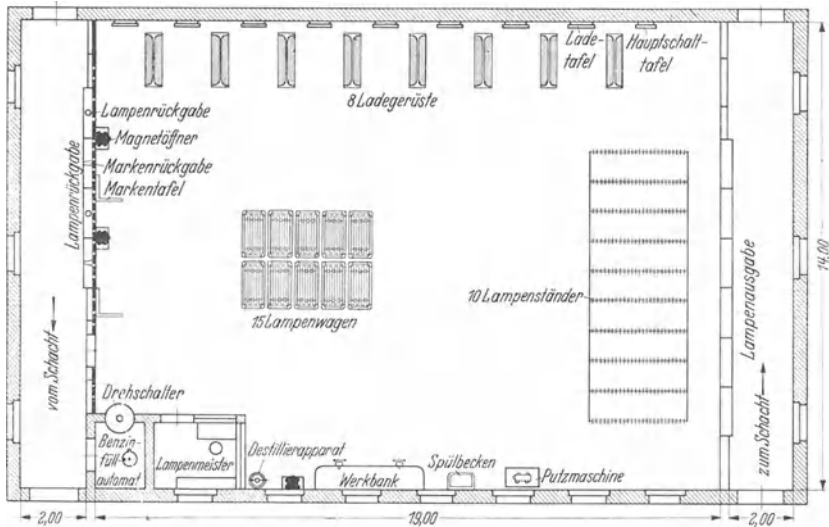 Lade-
tafel
Hauptschalt-
tafel
8 Ladegerüste
Lampenrückgabe
Magnetöffner
Markenrückgabe
Markentafel
Lampenrückgabe
15 Lampenwagen
10 Lampenständer
Lampenausgabe
14,00
vom Schacht
zum Schacht
Drehschalter
Benzin-
füll-
automat
Lampenmeister
Destillierapparat
Werkbank
Spülbecken
Putzmaschine
2,00
19,00
2,00